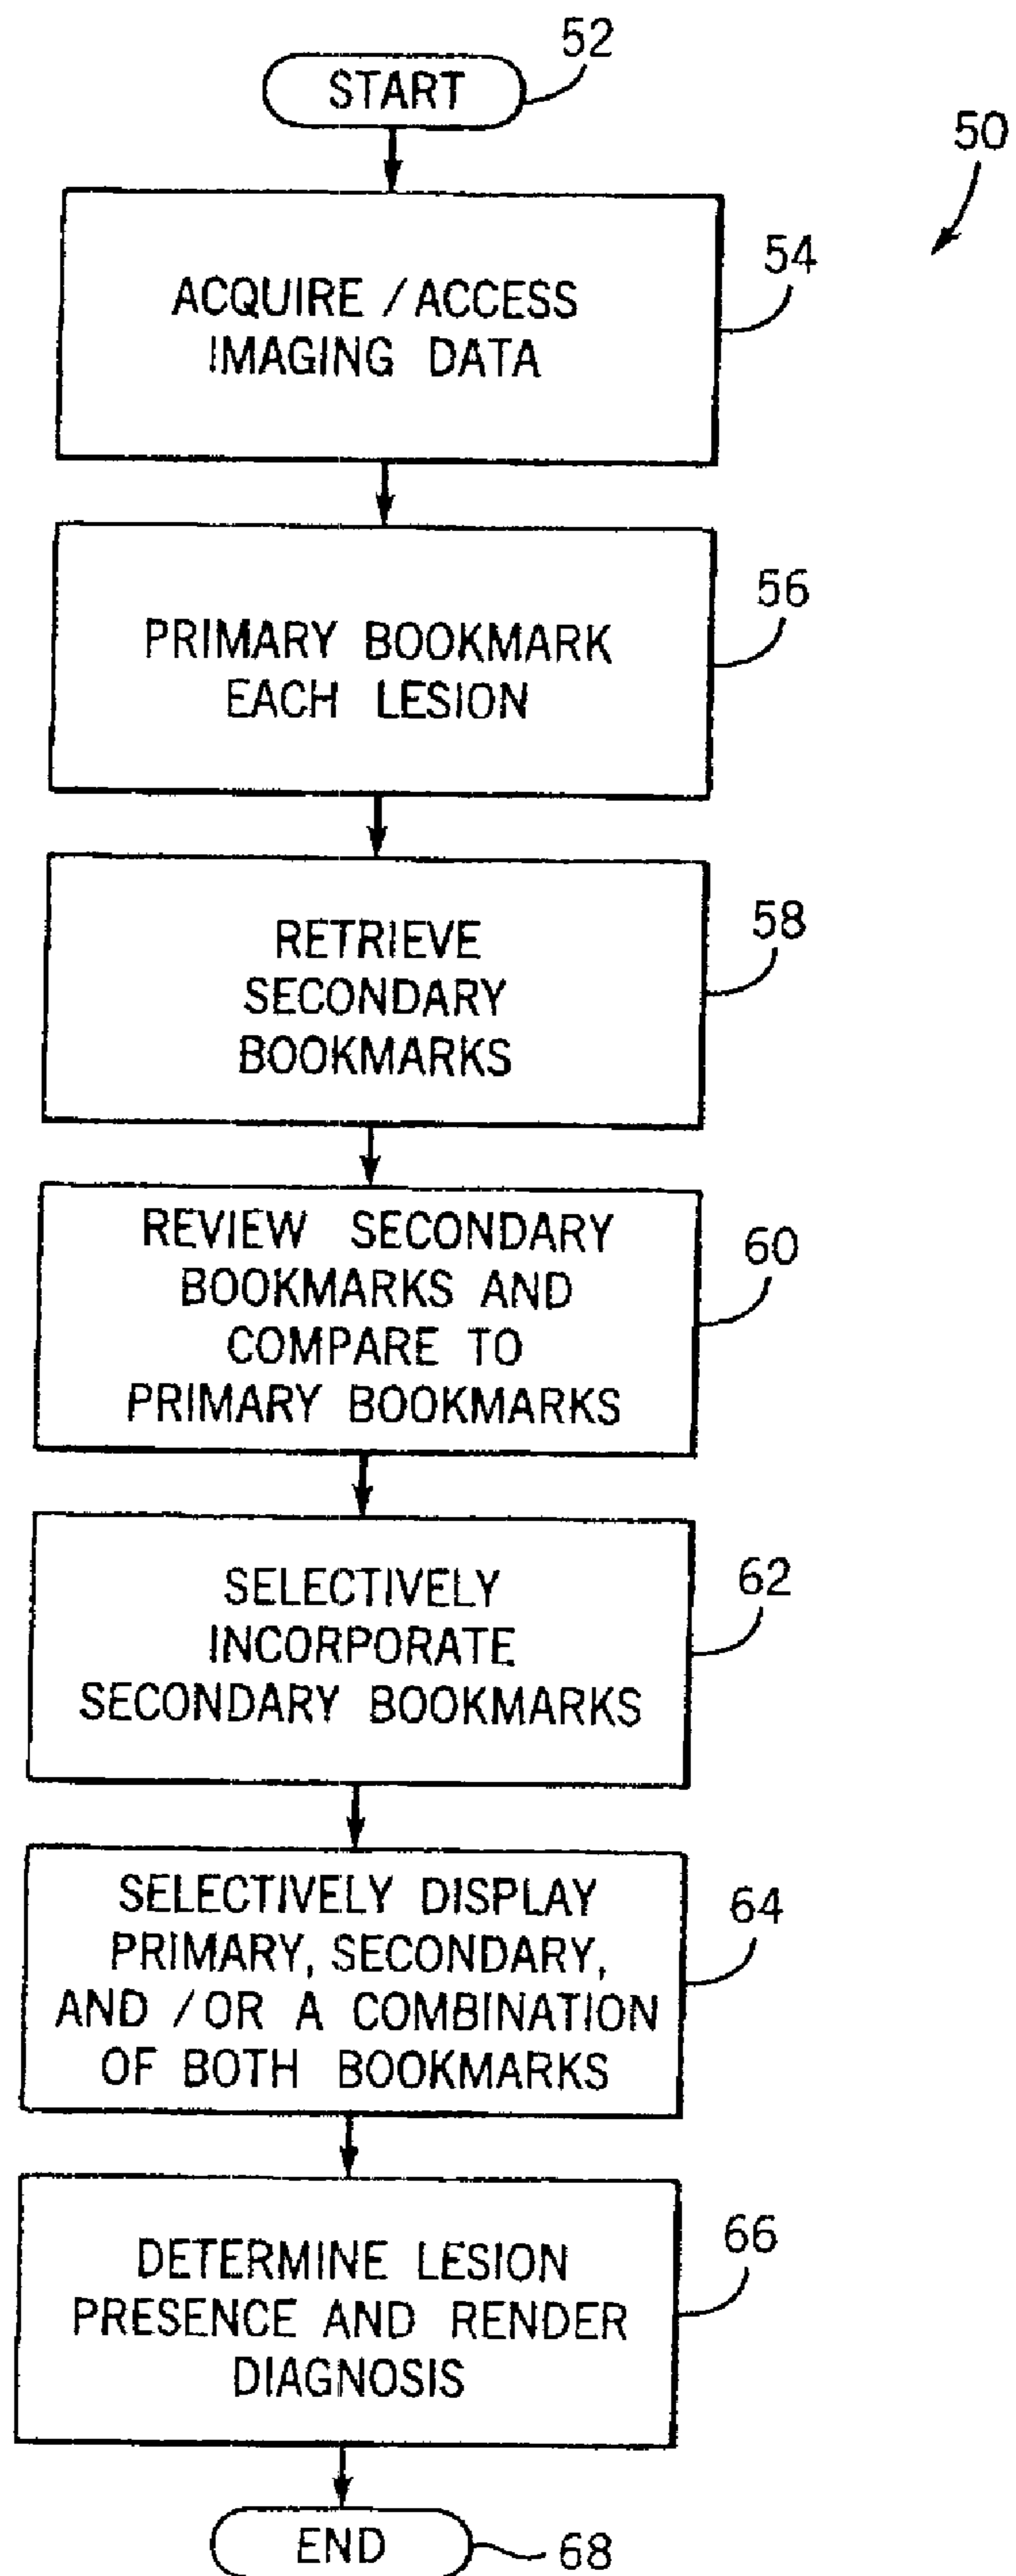 52
START
50
54
ACQUIRE / ACCESS
IMAGING DATA
56
PRIMARY BOOKMARK
EACH LESION
58
RETRIEVE
SECONDARY
BOOKMARKS
60
REVIEW SECONDARY
BOOKMARKS AND
COMPARE TO
PRIMARY BOOKMARKS
62
SELECTIVELY
INCORPORATE
SECONDARY BOOKMARKS
64
SELECTIVELY DISPLAY
PRIMARY, SECONDARY,
AND / OR A COMBINATION
OF BOTH BOOKMARKS
66
DETERMINE LESION
PRESENCE AND RENDER
DIAGNOSIS
END
68